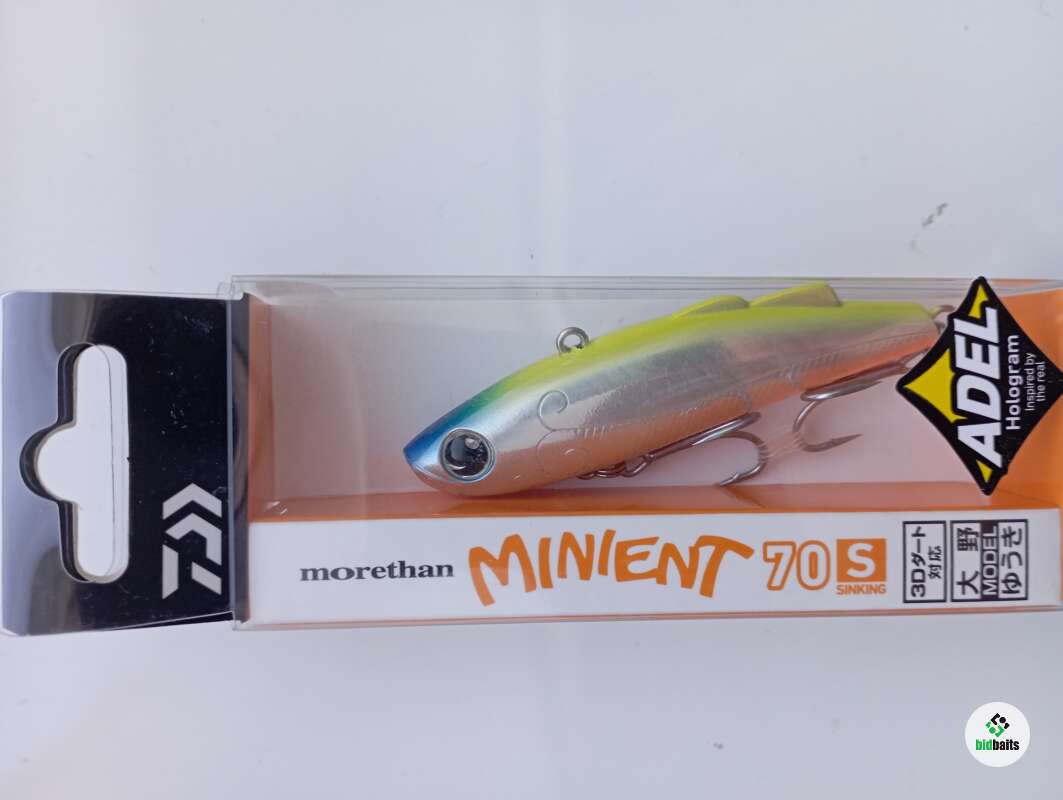 ADEL
Hologram
Inspired by
the real
morethan MINIENT 70 S
SINKING
3Dダート
対応
大野
MODEL
ゆうき
bidbaits